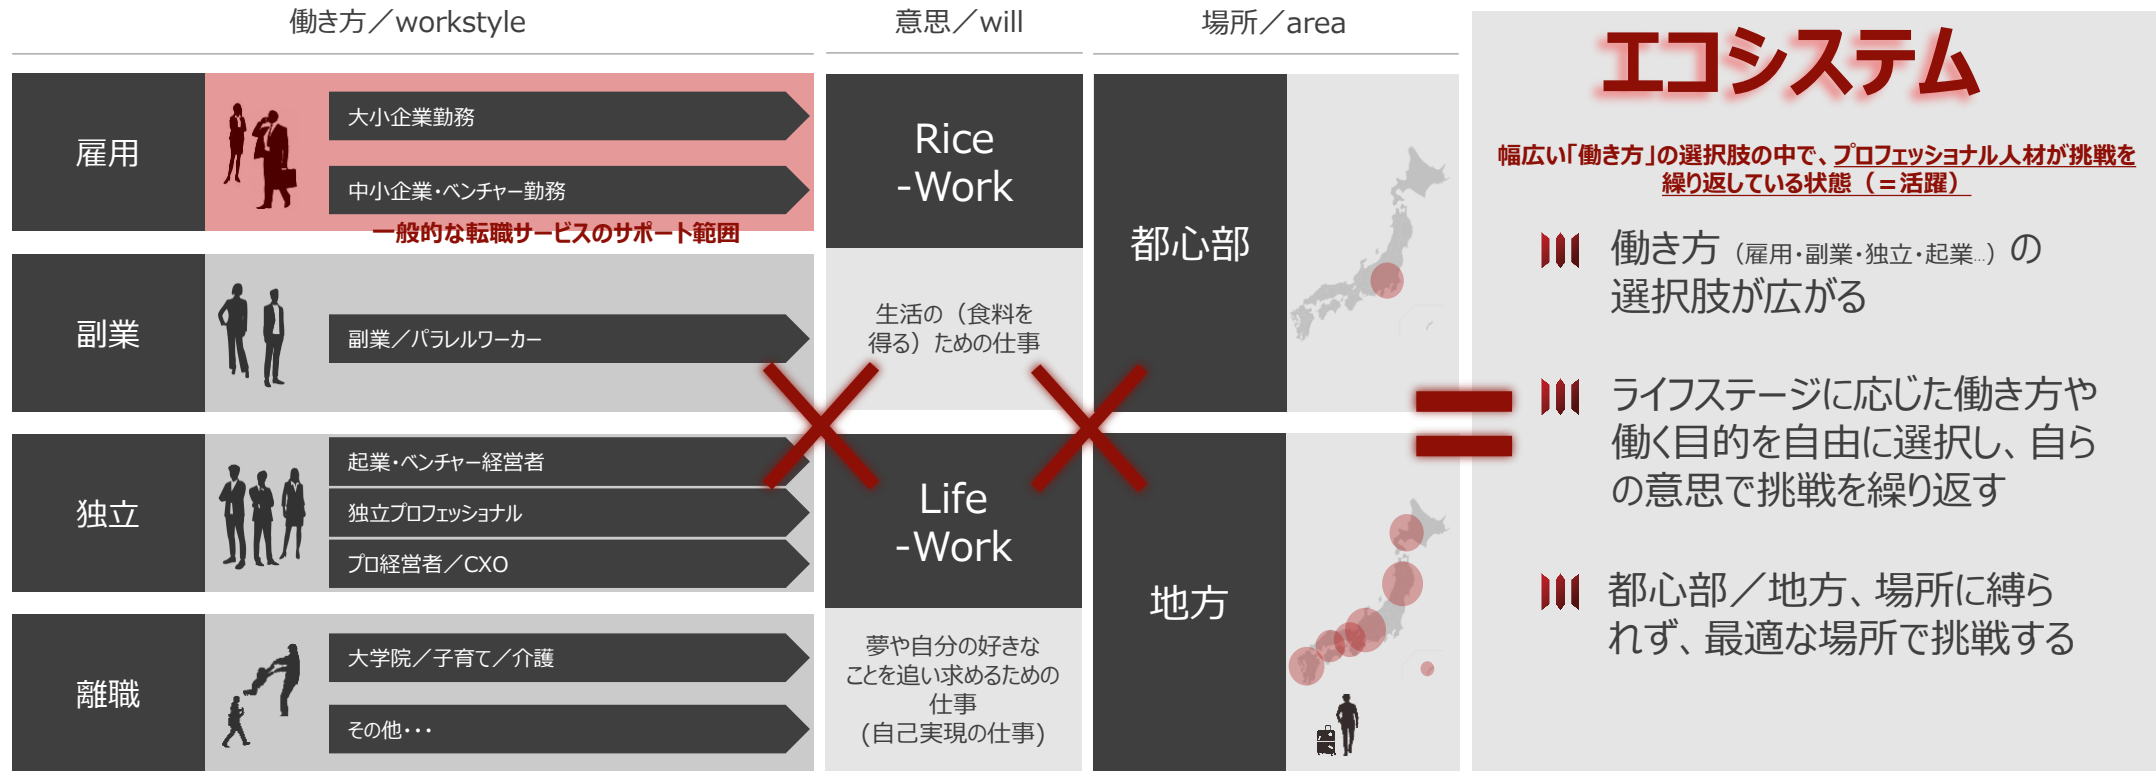 働き方／workstyle
意思／will
場所／area
雇用
大小企業勤務
中小企業・ベンチャー勤務
一般的な転職サービスのサポート範囲
副業
副業／パラレルワーカー
独立
起業・ベンチャー経営者
独立プロフェッショナル
プロ経営者／CXO
離職
大学院／子育て／介護
その他・・・
Rice
-Work
生活の（食料を
得る）ための仕事
Life
-Work
夢や自分の好きな
ことを追い求めるための
仕事
(自己実現の仕事)
都心部
地方
エコシステム
幅広い「働き方」の選択肢の中で、プロフェッショナル人材が挑戦を
繰り返している状態（＝活躍）
働き方（雇用・副業・独立・起業…）の
選択肢が広がる
ライフステージに応じた働き方や
働く目的を自由に選択し、自ら
の意思で挑戦を繰り返す
都心部／地方、場所に縛ら
れず、最適な場所で挑戦する